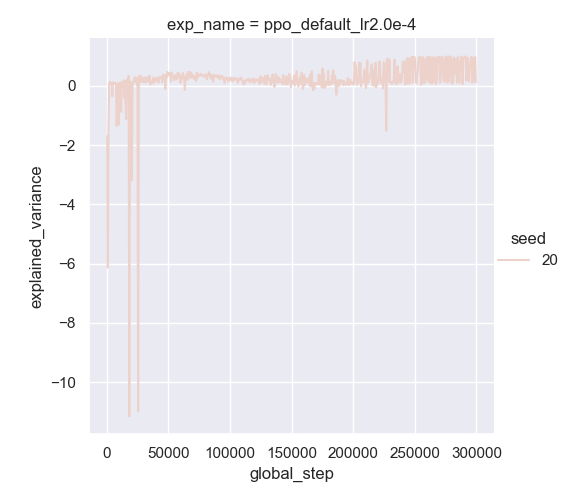 exp_name = ppo_default_lr2.0e-4
explained_variance
0
−2
−4
−6
−8
−10
0 50000 100000 150000 200000 250000 300000
global_step
seed
20